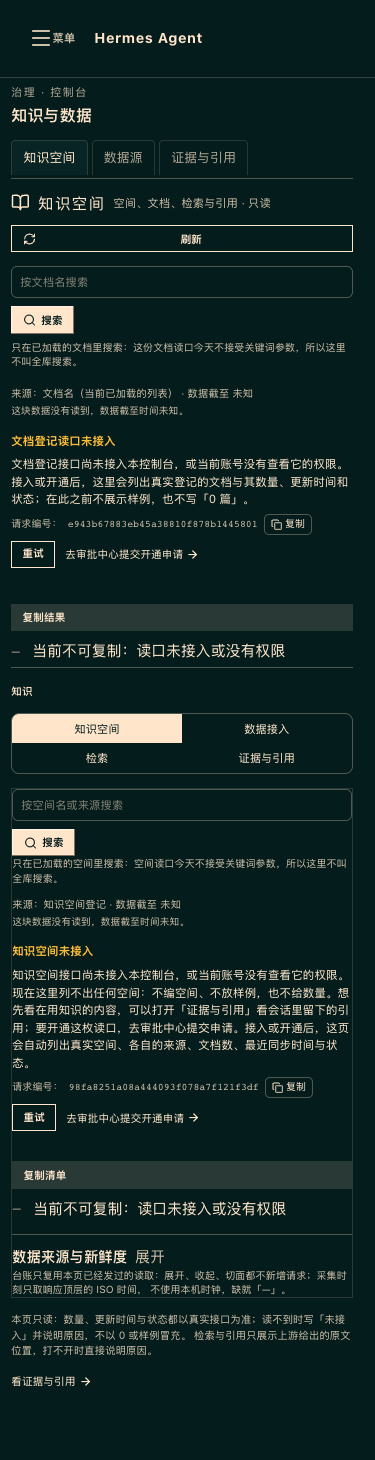 菜单 Hermes Agent
治理 · 控制台
知识与数据
知识空间 数据源 证据与引用
知识空间 空间、文档、检索与引用 · 只读
刷新
按文档名搜索
搜索
只在已加载的文档里搜索：这份文档读口今天不接受关键词参数，所以这里
不叫全库搜索。
来源：文档名（当前已加载的列表） · 数据截至 未知
这块数据没有读到，数据截至时间未知。
文档登记读口未接入
文档登记接口尚未接入本控制台，或当前账号没有查看它的权限。
接入或开通后，这里会列出真实登记的文档与其数量、更新时间和
状态；在此之前不展示样例，也不写「0 篇」。
请求编号： e943b67883eb45a38810f878b1445801 复制
重试 去审批中心提交开通申请 →
复制结果
— 当前不可复制：读口未接入或没有权限
知识
知识空间 数据接入
检索 证据与引用
按空间名或来源搜索
搜索
只在已加载的空间里搜索：空间读口今天不接受关键词参数，所以这里不叫
全库搜索。
来源：知识空间登记 · 数据截至 未知
这块数据没有读到，数据截至时间未知。
知识空间未接入
知识空间接口尚未接入本控制台，或当前账号没有查看它的权限。
现在这里列不出任何空间：不编空间、不放样例，也不给数量。想
先看在用知识的内容，可以打开「证据与引用」看会话里留下的引
用；要开通这枚读口，去审批中心提交申请。接入或开通后，这页
会自动列出真实空间、各自的来源、文档数、最近同步时间与状
态。
请求编号： 98fa8251a08a444093f078a7f121f3df 复制
重试 去审批中心提交开通申请 →
复制清单
— 当前不可复制：读口未接入或没有权限
数据来源与新鲜度 展开
台账只复用本页已经发过的读取：展开、收起、切面都不新增请求；采集时
刻只取响应顶层的 ISO 时间， 不使用本机时钟，缺就「—」。
本页只读：数量、更新时间与状态都以真实接口为准；读不到时写「未接
入」并说明原因，不以 0 或样例冒充。 检索与引用只展示上游给出的原文
位置，打不开时直接说明原因。
看证据与引用 →